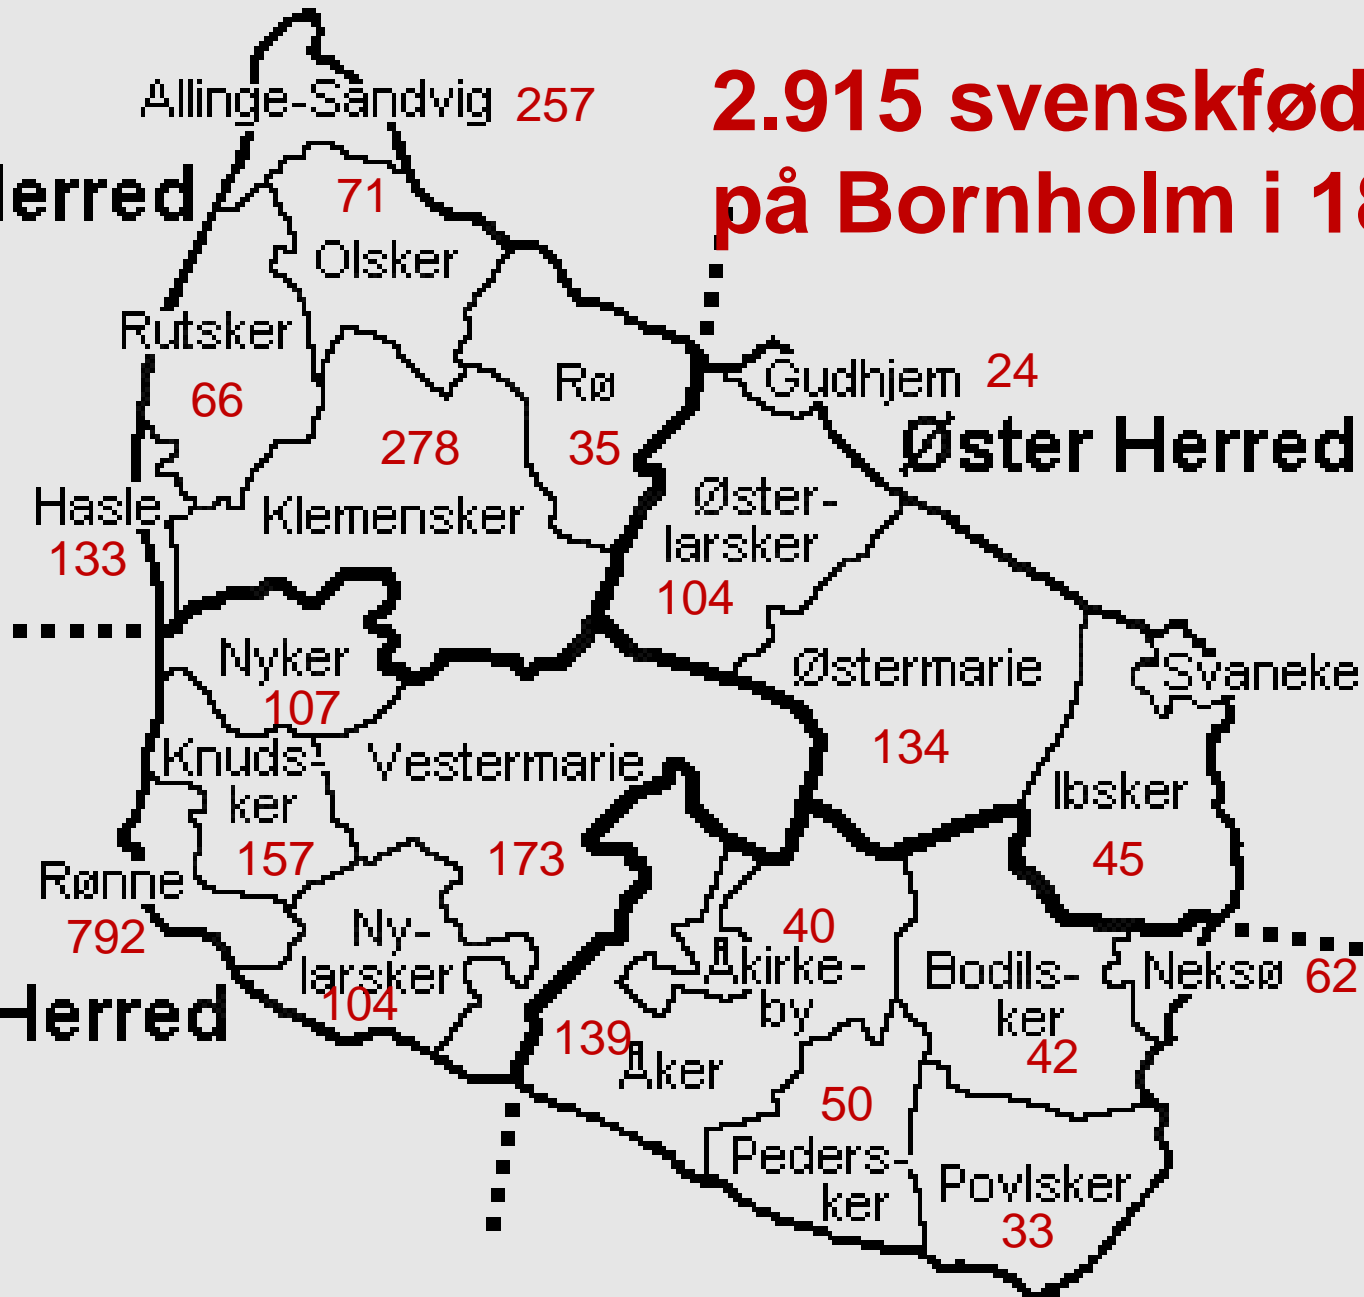 2.915 svenskfød
på Bornholm i 18
Allinge-Sandvig 257
Herred
71
Olsker
Rutsker
66
Rø
35
Gudhjem 24
Øster Herred
278
Klemensker
Hasle
133
Øster-
larsker
104
Nyker
107
Østermarie
134
Svaneke
Knuds-
ker
157
Vestermarie
173
Ibsker
45
Rønne
792
Ny-
larsker
104
Herred
40
Åkirke-
by
139
Åker
Bodils-
ker
42
Neksø 62
50
Peders-
ker
Povlsker
33